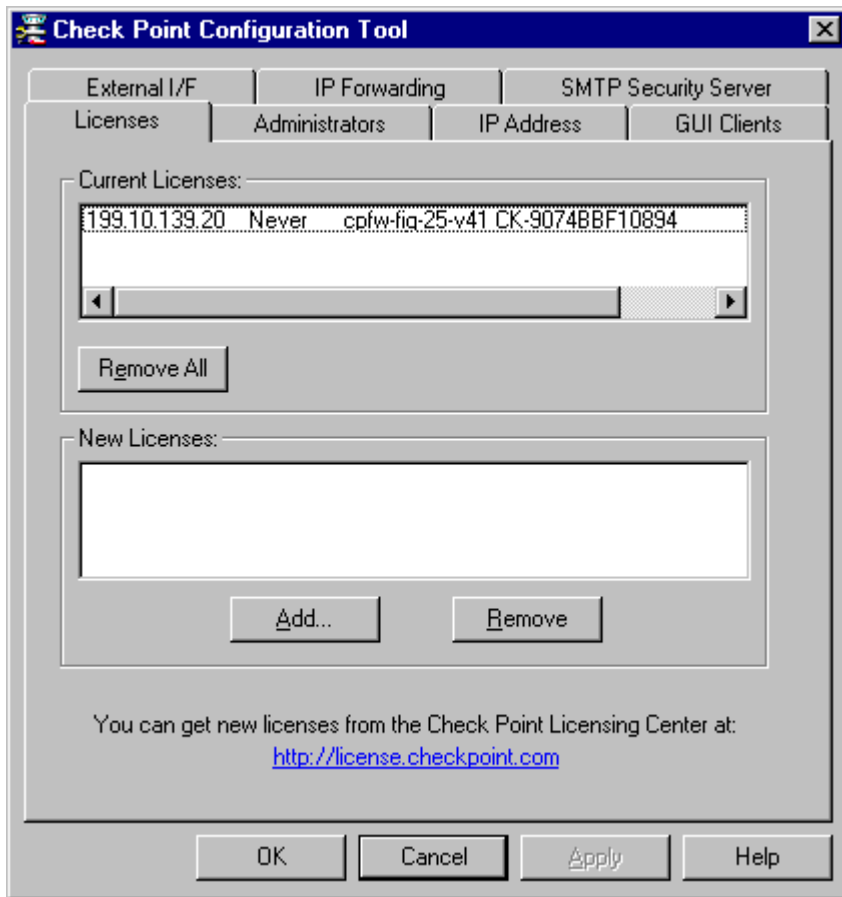 Check Point Configuration Tool
External I/F IP Forwarding SMTP Security Server
Licenses Administrators IP Address GUI Clients
Current Licenses:
199.10.139.20 Never cpfw-fig-25-v41 CK-9074BBF10894
Remove All
New Licenses:
Add... Remove
You can get new licenses from the Check Point Licensing Center at:
http://license.checkpoint.com
OK Cancel Apply Help